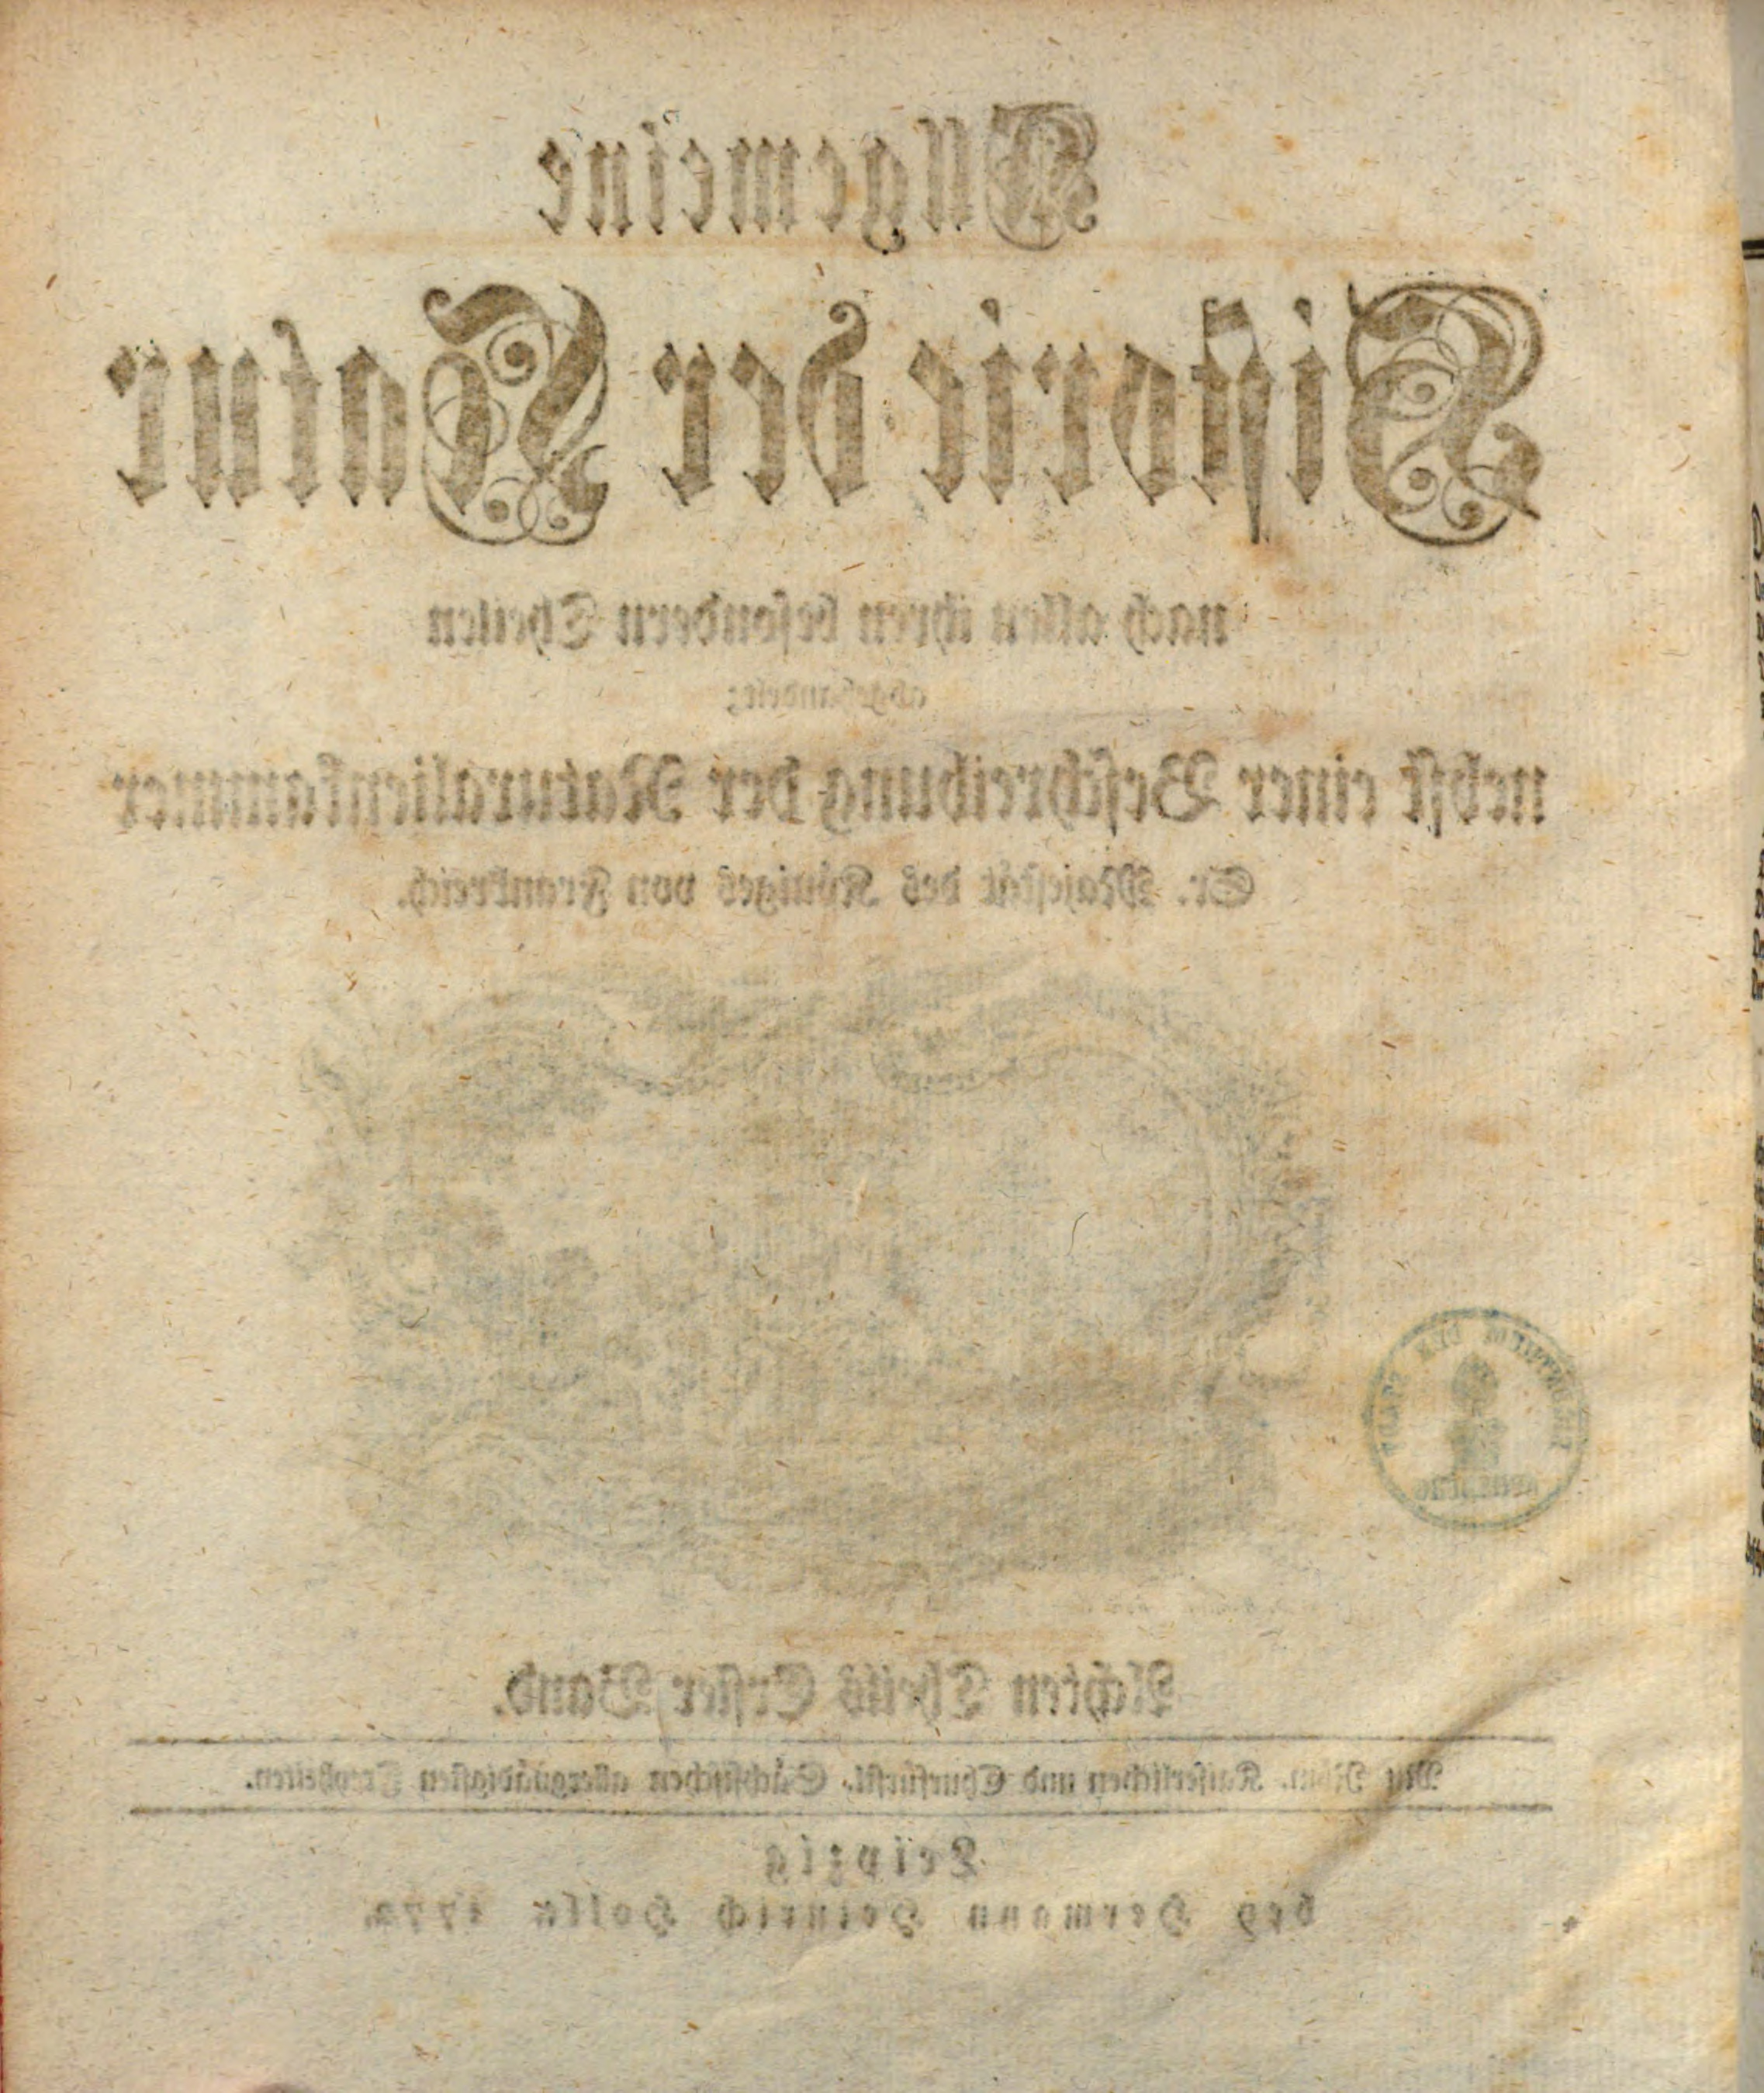 Allgemeine
Historie der Natur
nach allen ihren besondern Theilen
abgehandelt;
nebst einer Beschreibung der Naturalienkammer
Sr. Majestät des Königes von Frankreich.
Achten Theils Erster Band.
Mit Röm. Kaiserlichen und Churfürstl. Sächsischen allergnädigsten Freyheiten.
Leipzig
bey Hermann Heinrich Holle 1772.